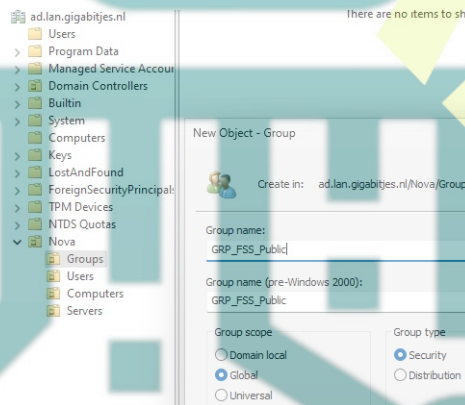 ad.lan.gigabitjes.nl
Users
Program Data
Managed Service Accour
Domain Controllers
Builtin
System
Computers
Keys
LostAndFound
ForeignSecurityPrincipals
TPM Devices
NTDS Quotas
Nova
Groups
Users
Computers
Servers
There are no items to sh
New Object - Group
Create in: ad.lan.gigabitjes.nl/Nova/Group
Group name:
GRP_FSS_Public
Group name (pre-Windows 2000):
GRP_FSS_Public
Group scope
Domain local
Global
Universal
Group type
Security
Distribution